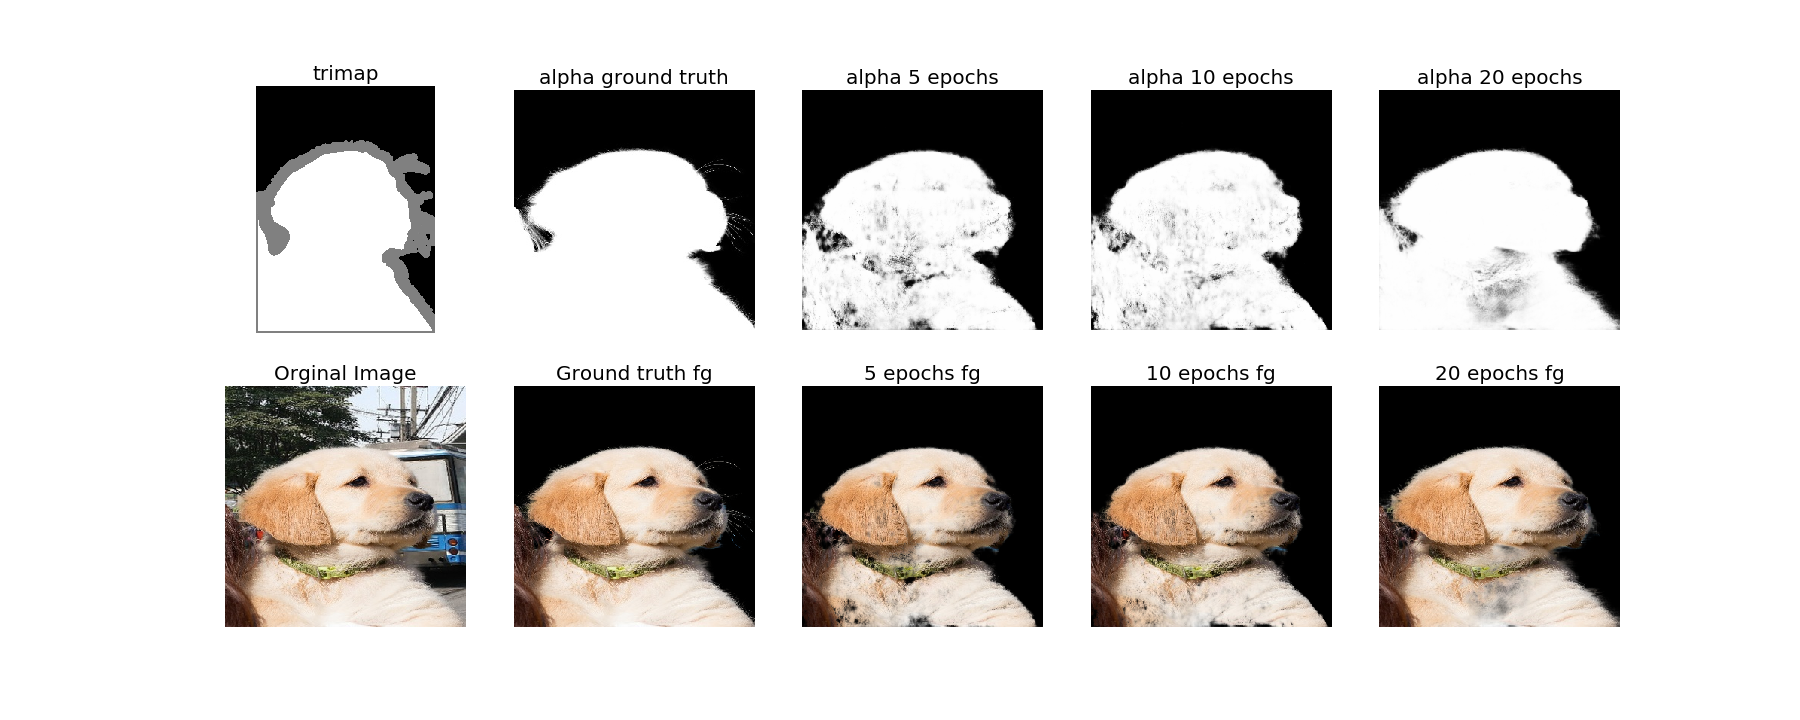 trimap
alpha ground truth
alpha 5 epochs
alpha 10 epochs
alpha 20 epochs
Orginal Image
Ground truth fg
5 epochs fg
10 epochs fg
20 epochs fg